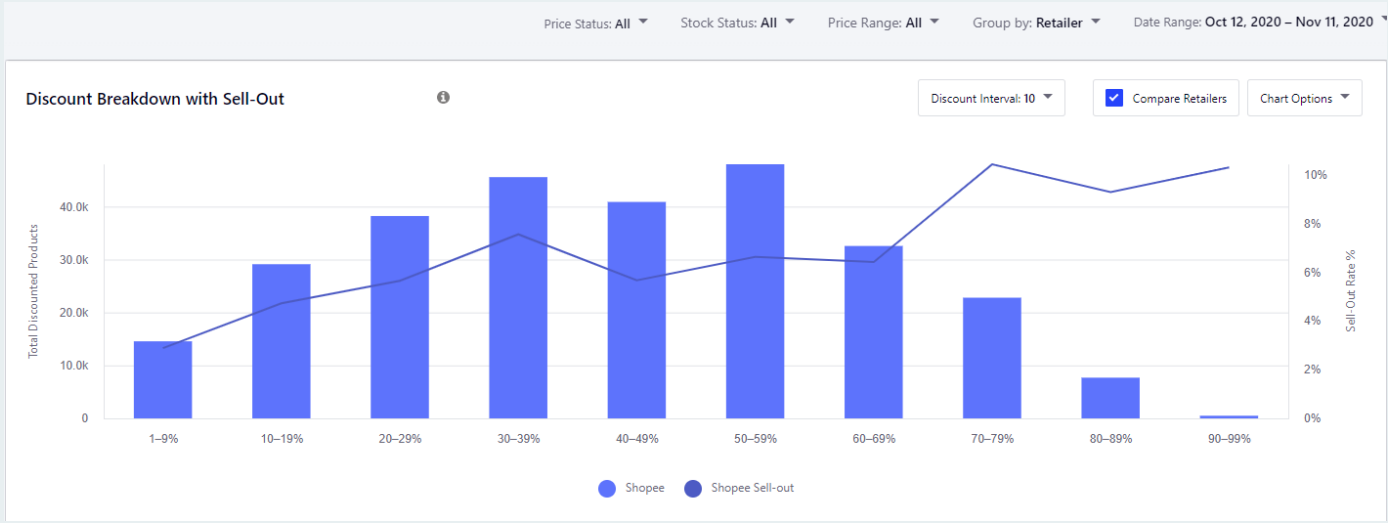 Price Status: All Stock Status: All Price Range: All Group by: Retailer Date Range: Oct 12, 2020 – Nov 11, 2020
Discount Breakdown with Sell-Out
Discount Interval: 10 Compare Retailers Chart Options
Total Discounted Products
40.0k
30.0k
20.0k
10.0k
0
10%
8%
6%
4%
2%
0%
Sell-Out Rate %
1–9% 10–19% 20–29% 30–39% 40–49% 50–59% 60–69% 70–79% 80–89% 90–99%
Shopee Shopee Sell-out